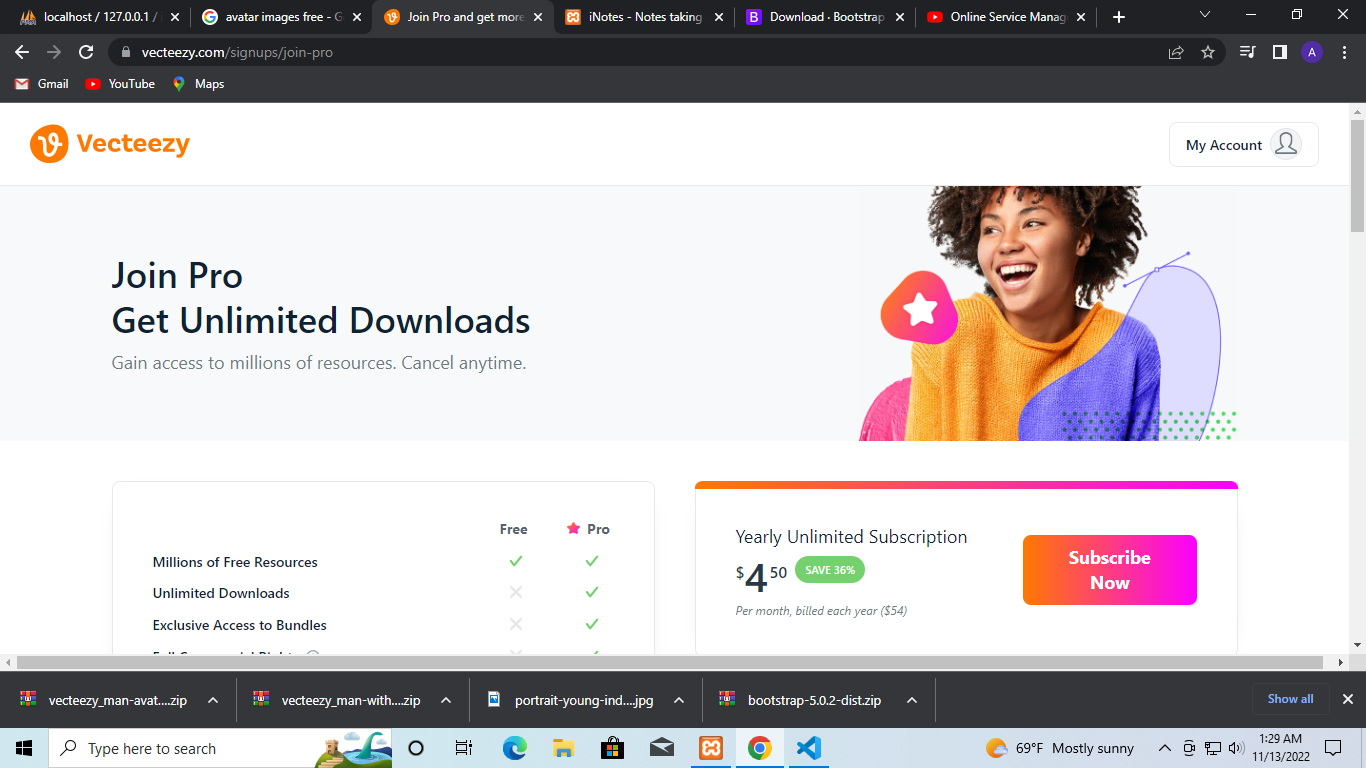 localhost / 127.0.0.1 /
avatar images free - G
Join Pro and get more
iNotes - Notes taking
Download · Bootstrap
Online Service Manag
vecteezy.com/signups/join-pro
A
Gmail
YouTube
Maps
Vecteezy
My Account
Join Pro
Get Unlimited Downloads
Gain access to millions of resources. Cancel anytime.
Free
Pro
Millions of Free Resources
Unlimited Downloads
Exclusive Access to Bundles
Yearly Unlimited Subscription
$4 50 SAVE 36%
Per month, billed each year ($54)
Subscribe
Now
vecteezy_man-avat....zip
vecteezy_man-with....zip
portrait-young-ind....jpg
bootstrap-5.0.2-dist.zip
Show all
Type here to search
69°F Mostly sunny
1:29 AM
11/13/2022